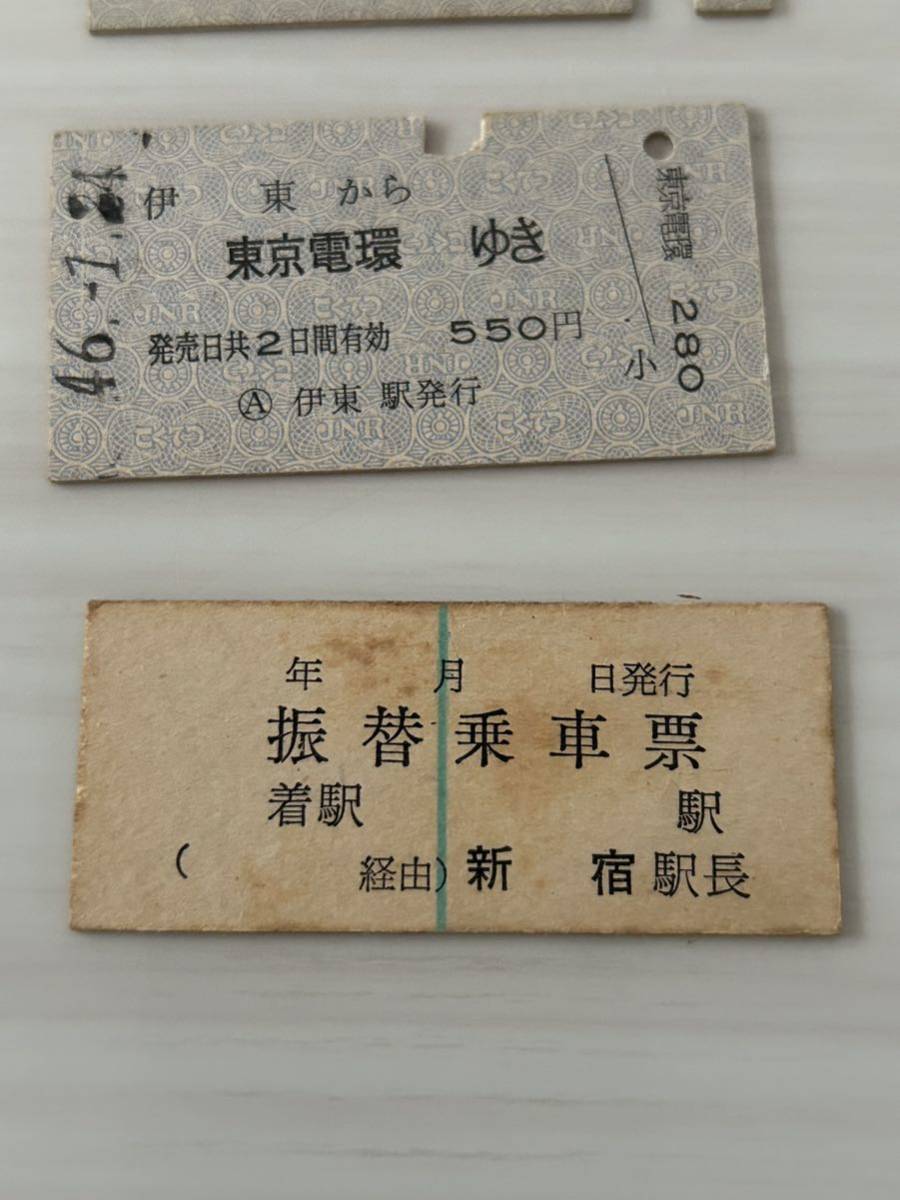 46.-1.24
伊東から
東京電環 ゆき
発売日共2日間有効 550円
Ⓐ 伊東 駅発行
小
東京電環 280
年 月 日発行
振替乗車票
着駅 駅
( 経由) 新宿駅長